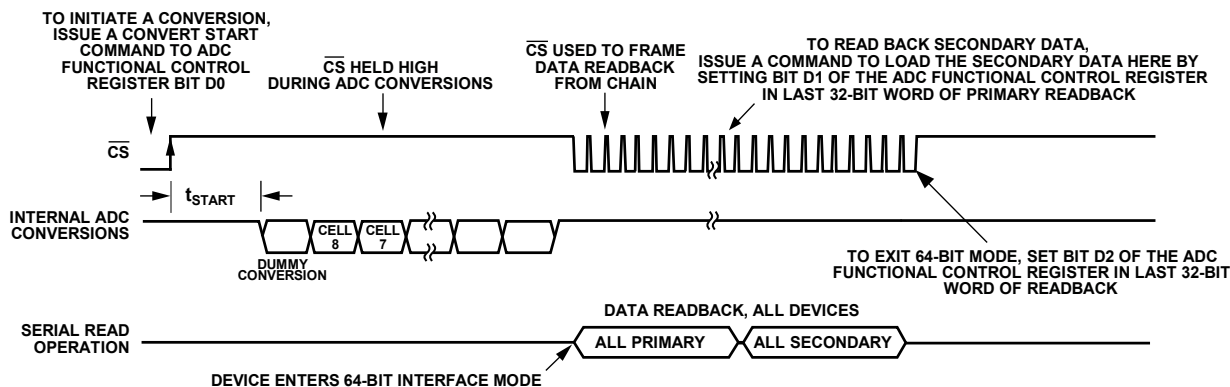 TO INITIATE A CONVERSION,
ISSUE A CONVERT START
COMMAND TO ADC
FUNCTIONAL CONTROL
REGISTER BIT D0
CS HELD HIGH
DURING ADC CONVERSIONS
CS USED TO FRAME
DATA READBACK
FROM CHAIN
TO READ BACK SECONDARY DATA,
ISSUE A COMMAND TO LOAD THE SECONDARY DATA HERE BY
SETTING BIT D1 OF THE ADC FUNCTIONAL CONTROL REGISTER
IN LAST 32-BIT WORD OF PRIMARY READBACK
CS
tSTART
INTERNAL ADC
CONVERSIONS
CELL
8
CELL
7
DUMMY
CONVERSION
TO EXIT 64-BIT MODE, SET BIT D2 OF THE ADC
FUNCTIONAL CONTROL REGISTER IN LAST 32-BIT
WORD OF READBACK
DATA READBACK, ALL DEVICES
SERIAL READ
OPERATION
ALL PRIMARY
ALL SECONDARY
DEVICE ENTERS 64-BIT INTERFACE MODE